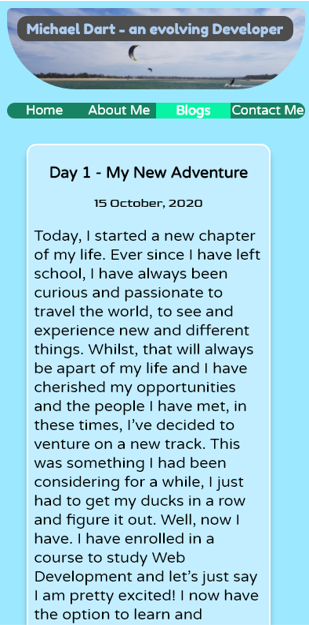 Michael Dart - an evolving Developer
Home About Me Blogs Contact Me
Day 1 - My New Adventure
15 October, 2020
Today, I started a new chapter
of my life. Ever since I have left
school, I have always been
curious and passionate to
travel the world, to see and
experience new and different
things. Whilst, that will always
be apart of my life and I have
cherished my opportunities
and the people I have met, in
these times, I've decided to
venture on a new track. This
was something I had been
considering for a while, I just
had to get my ducks in a row
and figure it out. Well, now I
have. I have enrolled in a
course to study Web
Development and let's just say
I am pretty excited! I now have
the option to learn and